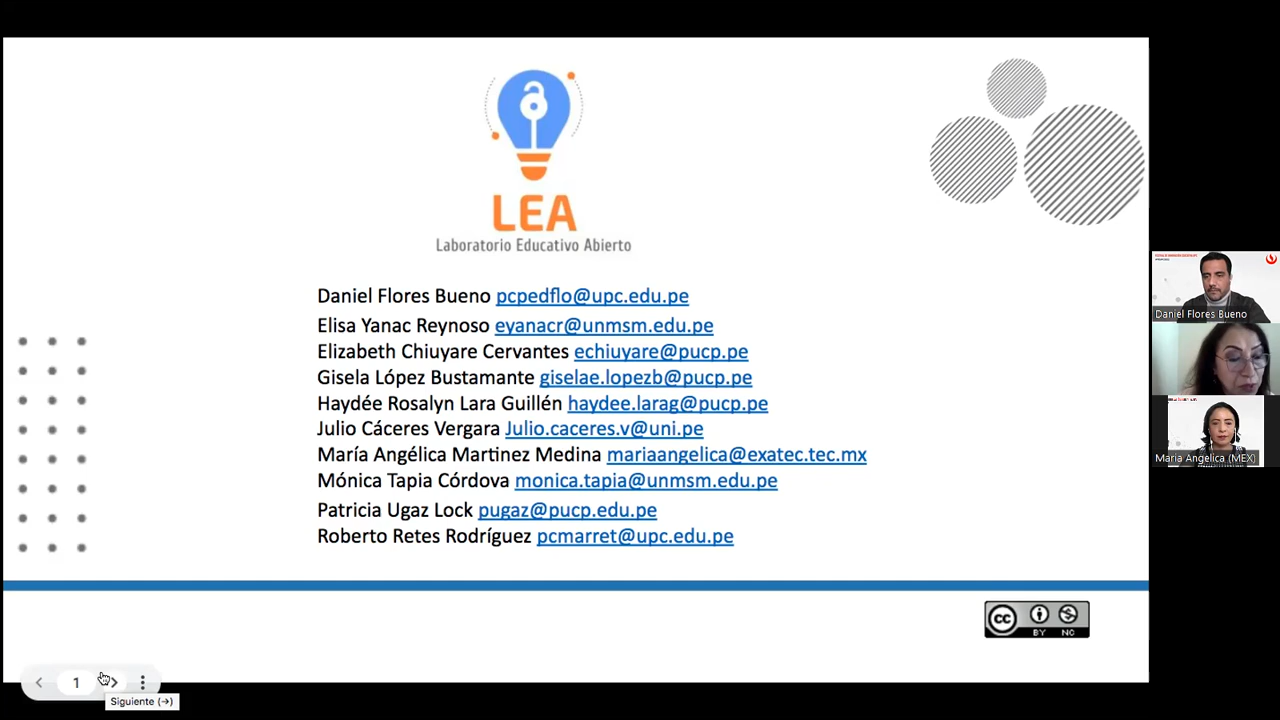 LEA
Laboratorio Educativo Abierto
Daniel Flores Bueno pcpedflo@upc.edu.pe
Elisa Yanac Reynoso eyanacr@unmsm.edu.pe
Elizabeth Chiuyare Cervantes echiuyare@pucp.pe
Gisela López Bustamante giselae.lopezb@pucp.pe
Haydée Rosalyn Lara Guillén haydee.larag@pucp.pe
Julio Cáceres Vergara Julio.caceres.v@uni.pe
María Angélica Martinez Medina mariaangelica@exatec.tec.mx
Mónica Tapia Córdova monica.tapia@unmsm.edu.pe
Patricia Ugaz Lock pugaz@pucp.edu.pe
Roberto Retes Rodríguez pcmarret@upc.edu.pe
cc
BY NC
1
Siguiente (→)
Daniel Flores Bueno
Maria Angelica (MEX)